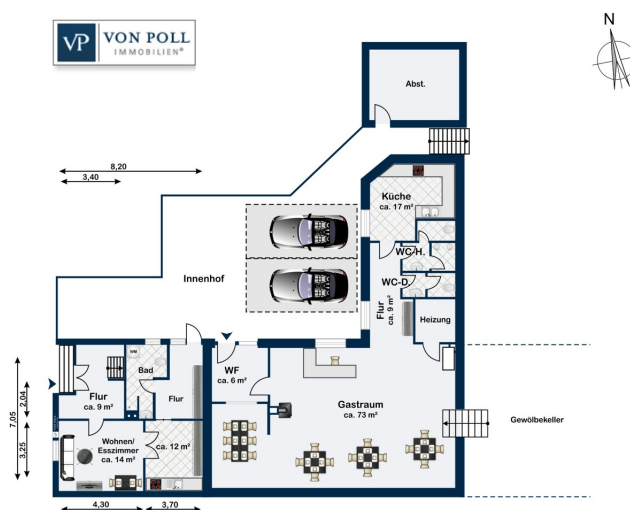 VP VON POLL
IMMOBILIEN®
N
Abst.
8,20
3,40
Küche
ca. 17 m²
WC-H.
Innenhof
WC-D.
Flur
ca. 9 m²
Heizung
WM
Bad
WF
ca. 6 m²
Flur
ca. 9 m²
Flur
Gastraum
ca. 73 m²
7,05
2,04
3,25
Gewölbekeller
Wohnen/
Esszimmer
ca. 14 m²
ca. 12 m²
4,30
3,70